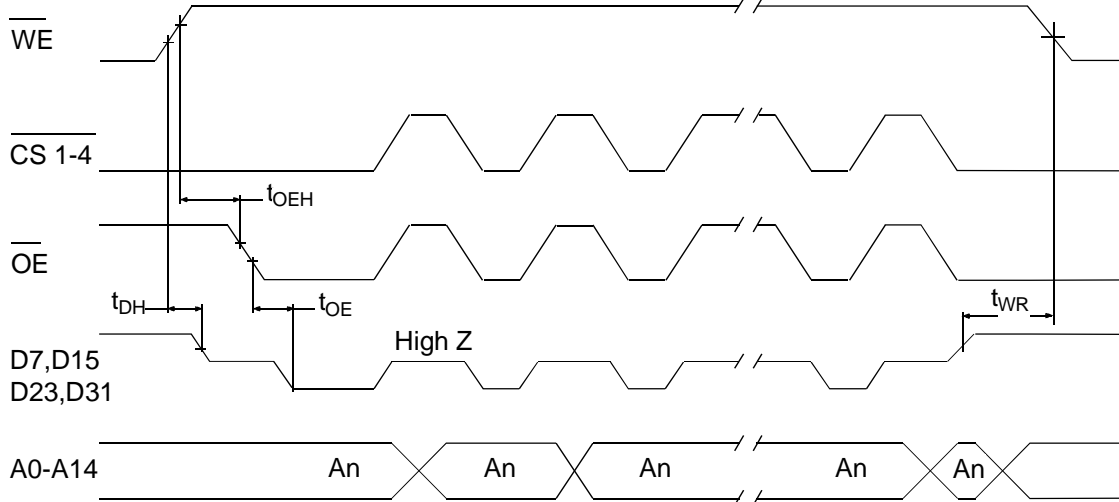 WE
CS 1-4
tOEH
OE
tDH
tOE
tWR
High Z
D7,D15
D23,D31
A0-A14 An An An An An